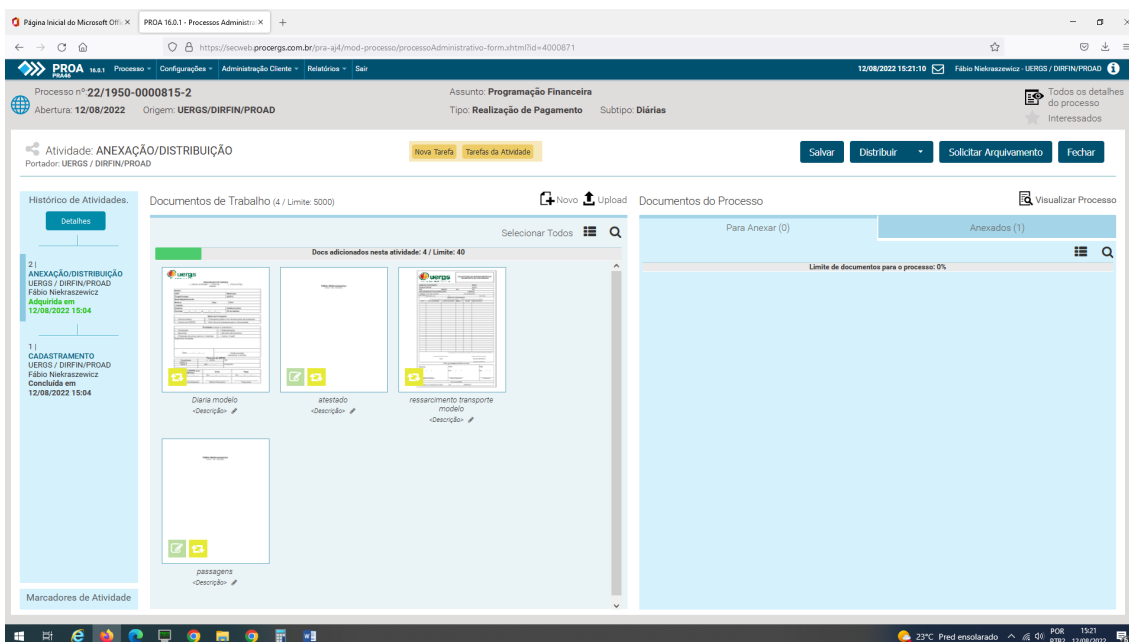 Página Inicial do Microsoft Offi ×
PROA 16.0.1 - Processos Administra ×
https://secweb.procergs.com.br/pra-aj4/mod-processo/processoAdministrativo-form.xhtml?id=4000871
PROA 16.0.1 Processo Configurações Administração Cliente Relatórios Sair
PRA46
12/08/2022 15:21:10 Fábio Niekraszewicz - UERGS / DIRFIN/PROAD
Processo nº 22/1950-0000815-2
Abertura: 12/08/2022 Origem: UERGS/DIRFIN/PROAD
Assunto: Programação Financeira
Tipo: Realização de Pagamento Subtipo: Diárias
Todos os detalhes
do processo
Interessados
Atividade: ANEXAÇÃO/DISTRIBUIÇÃO
Portador: UERGS / DIRFIN/PROAD
Nova Tarefa Tarefas da Atividade
Salvar Distribuir Solicitar Arquivamento Fechar
Histórico de Atividades.
Detalhes
2 |
ANEXAÇÃO/DISTRIBUIÇÃO
UERGS / DIRFIN/PROAD
Fábio Niekraszewicz
Adquirida em
12/08/2022 15:04
1 |
CADASTRAMENTO
UERGS / DIRFIN/PROAD
Fábio Niekraszewicz
Concluída em
12/08/2022 15:04
Marcadores de Atividade
Documentos de Trabalho (4 / Limite: 5000)
Novo Upload
Selecionar Todos
Docs adicionados nesta atividade: 4 / Limite: 40
uergs
uergs
Diaria modelo
<Descrição>
atestado
<Descrição>
ressarcimento transporte
modelo
<Descrição>
passagens
<Descrição>
Documentos do Processo
Visualizar Processo
Para Anexar (0)
Anexados (1)
Limite de documentos para o processo: 0%
23°C Pred ensolarado
POR
PTB2
15:21
12/08/2022